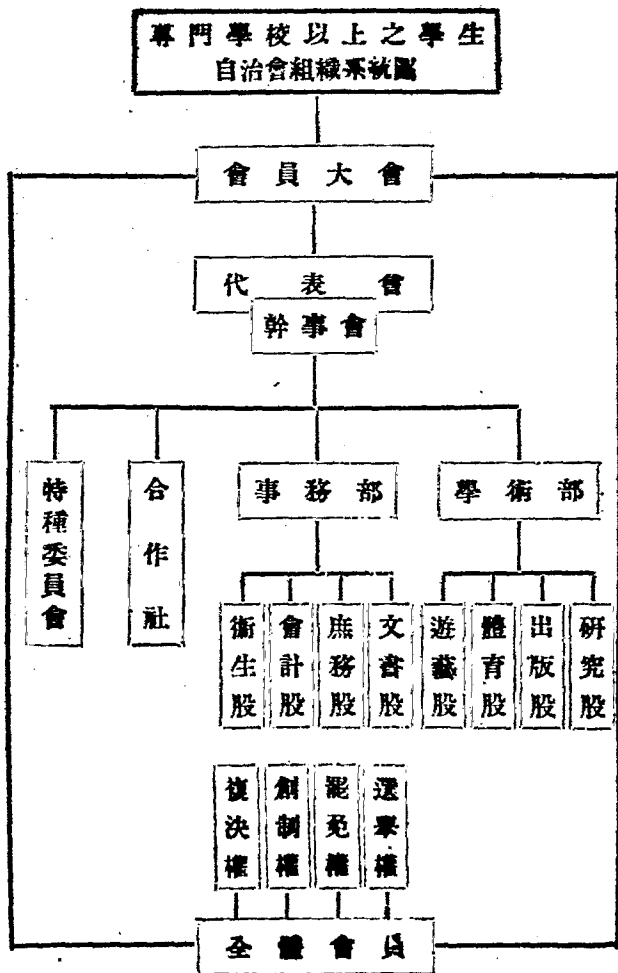 專門學校以上之學生
自治會組織系統圖
會員大會
代表會
幹事會
學術部
事務部
合作社
特種委員會
研究股
出版股
體育股
遊藝股
文書股
庶務股
會計股
衞生股
選舉權
罷免權
創制權
復決權
全體會員